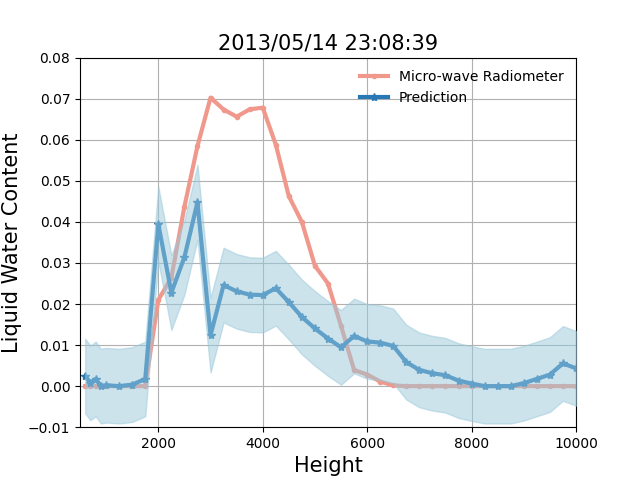 2013/05/14 23:08:39
Liquid Water Content
0.08
0.07
0.06
0.05
0.04
0.03
0.02
0.01
0.00
−0.01
Micro-wave Radiometer
Prediction
2000 4000 6000 8000 10000
Height